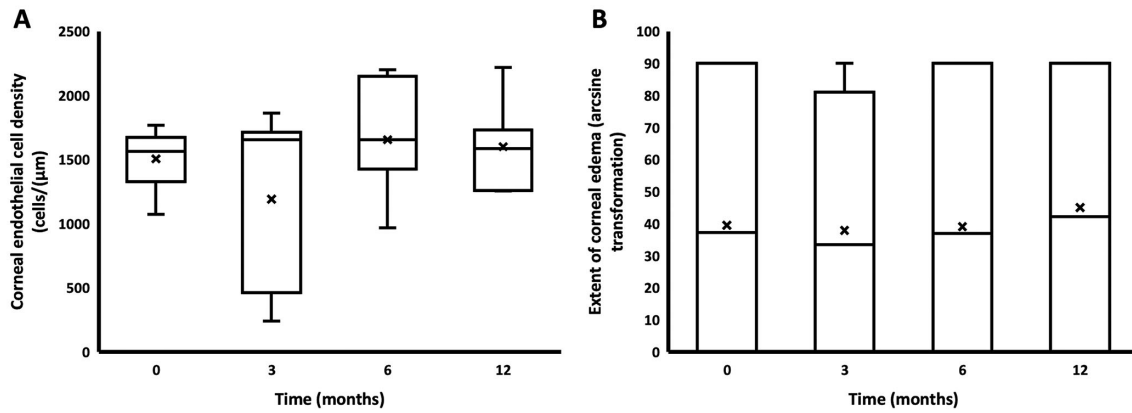 A
Corneal endothelial cell density
(cells/(μm)
2500
2000
1500
1000
500
0
0 3 6 12
Time (months)
B
Extent of corneal edema (arcsine
transformation)
100
90
80
70
60
50
40
30
20
10
0
0 3 6 12
Time (months)